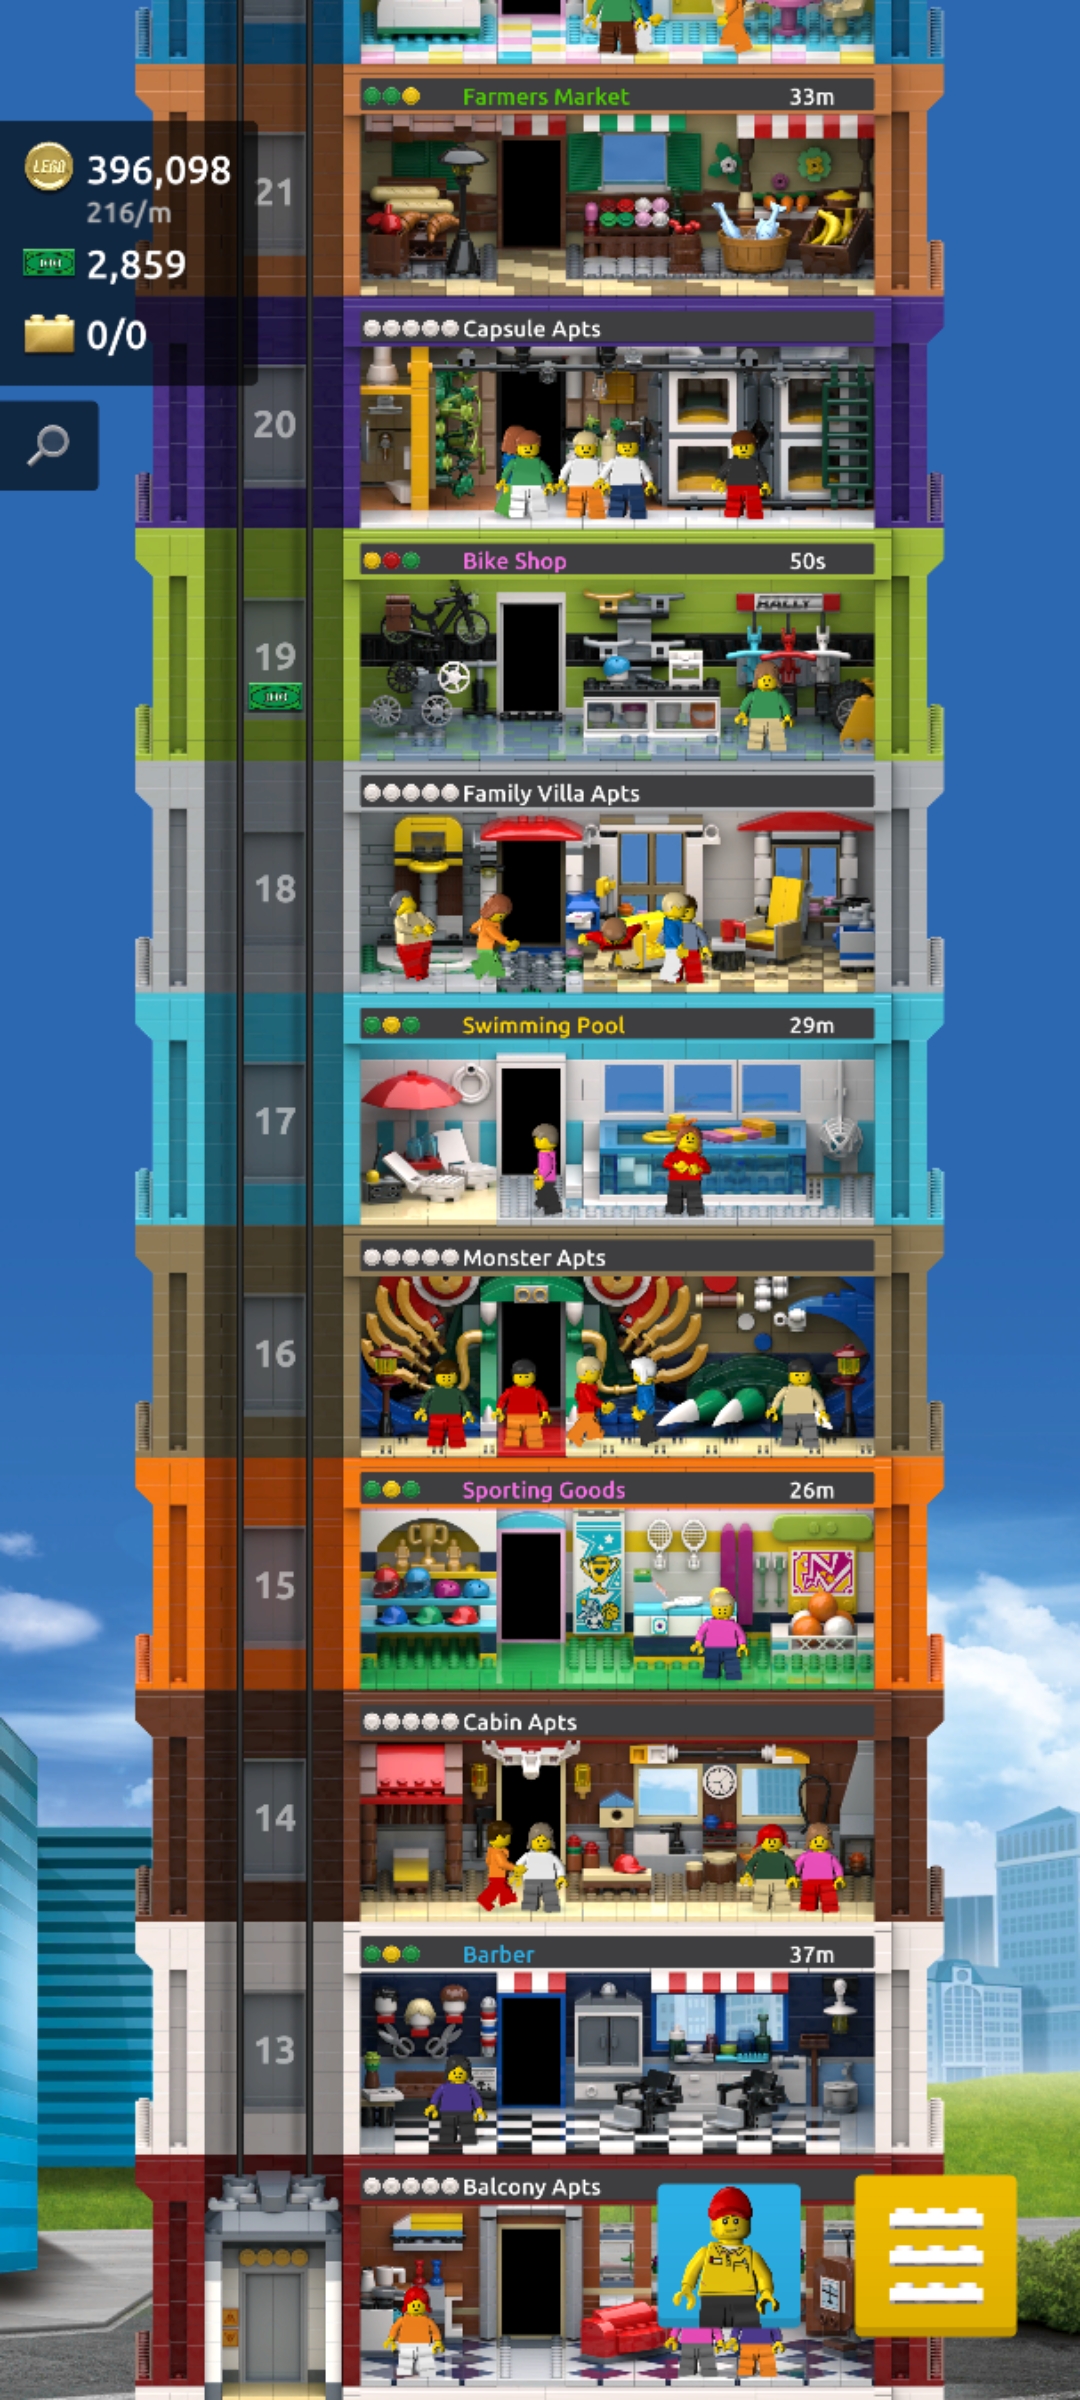 Farmers Market 33m
21
LEGO 396,098
216/m
2,859
0/0
Capsule Apts
20
Bike Shop 50s
RALLY
19
Family Villa Apts
18
Swimming Pool 29m
17
Monster Apts
16
Sporting Goods 26m
15
Cabin Apts
14
Barber 37m
13
Balcony Apts